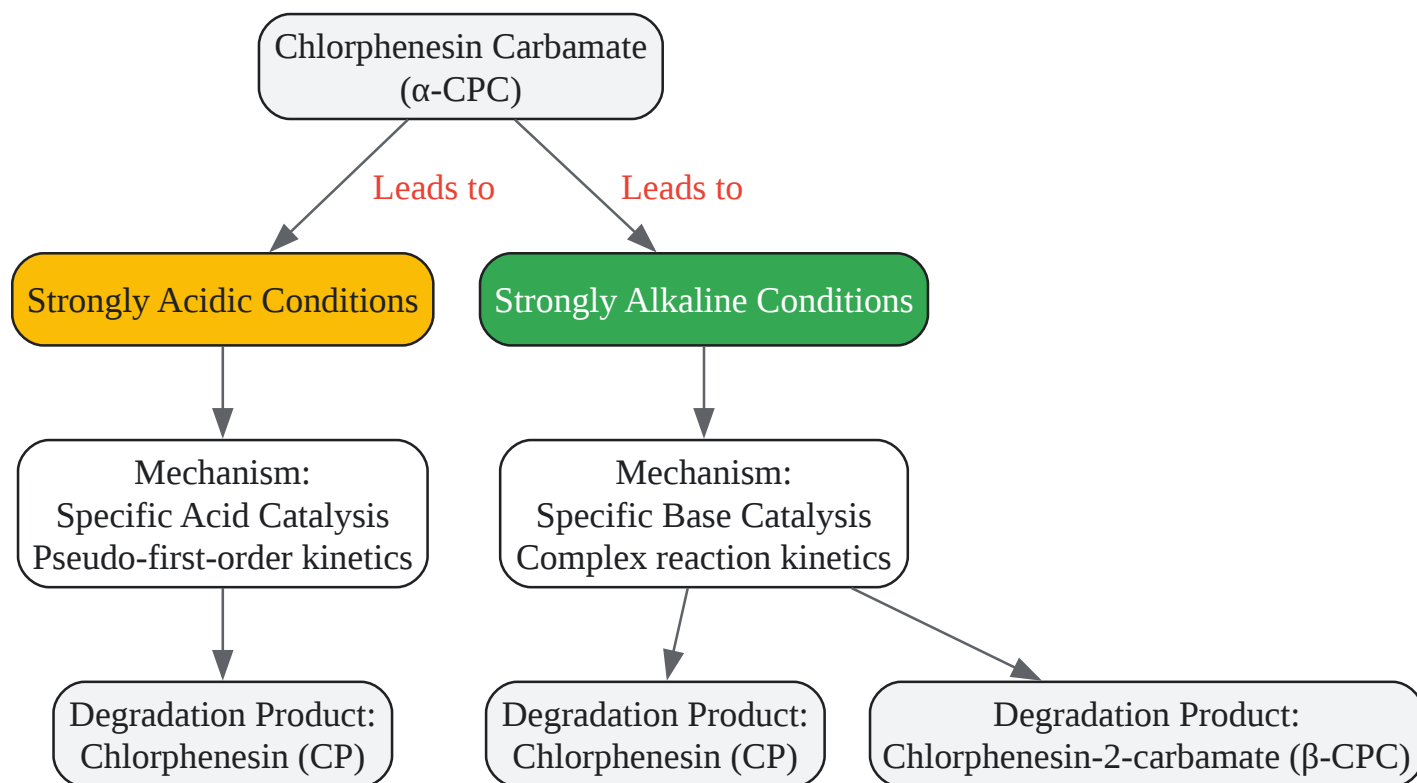 Chlorphenesin Carbamate
(α-CPC)
Leads to
Leads to
Strongly Acidic Conditions
Strongly Alkaline Conditions
Mechanism:
Specific Acid Catalysis
Pseudo-first-order kinetics
Mechanism:
Specific Base Catalysis
Complex reaction kinetics
Degradation Product:
Chlorphenesin (CP)
Degradation Product:
Chlorphenesin (CP)
Degradation Product:
Chlorphenesin-2-carbamate (β-CPC)